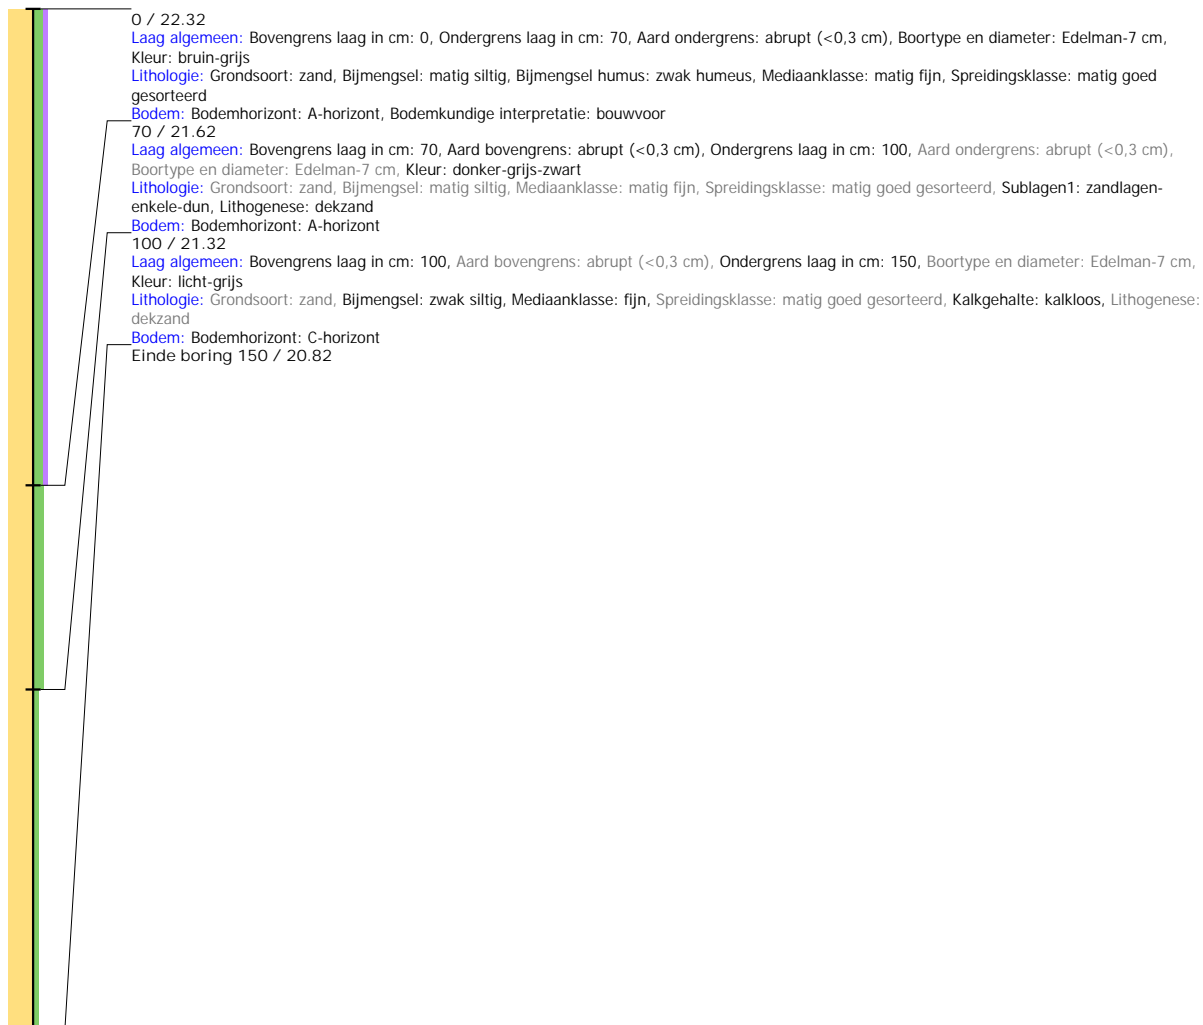 0 / 22.32
Laag algemeen: Bovengrens laag in cm: 0, Ondergrens laag in cm: 70, Aard ondergrens: abrupt (<0,3 cm), Boortype en diameter: Edelman-7 cm,
Kleur: bruin-grijs
Lithologie: Grondsoort: zand, Bijmengsel: matig siltig, Bijmengsel humus: zwak humeus, Mediaanklasse: matig fijn, Spreidingsklasse: matig goed
gesorteerd
Bodem: Bodemhorizont: A-horizont, Bodemkundige interpretatie: bouwvoor
70 / 21.62
Laag algemeen: Bovengrens laag in cm: 70, Aard bovengrens: abrupt (<0,3 cm), Ondergrens laag in cm: 100, Aard ondergrens: abrupt (<0,3 cm),
Boortype en diameter: Edelman-7 cm, Kleur: donker-grijs-zwart
Lithologie: Grondsoort: zand, Bijmengsel: matig siltig, Mediaanklasse: matig fijn, Spreidingsklasse: matig goed gesorteerd, Sublagen1: zandlagen-
enkele-dun, Lithogenese: dekzand
Bodem: Bodemhorizont: A-horizont
100 / 21.32
Laag algemeen: Bovengrens laag in cm: 100, Aard bovengrens: abrupt (<0,3 cm), Ondergrens laag in cm: 150, Boortype en diameter: Edelman-7 cm,
Kleur: licht-grijs
Lithologie: Grondsoort: zand, Bijmengsel: zwak siltig, Mediaanklasse: fijn, Spreidingsklasse: matig goed gesorteerd, Kalkgehalte: kalkloos, Lithogenese:
dekzand
Bodem: Bodemhorizont: C-horizont
Einde boring 150 / 20.82